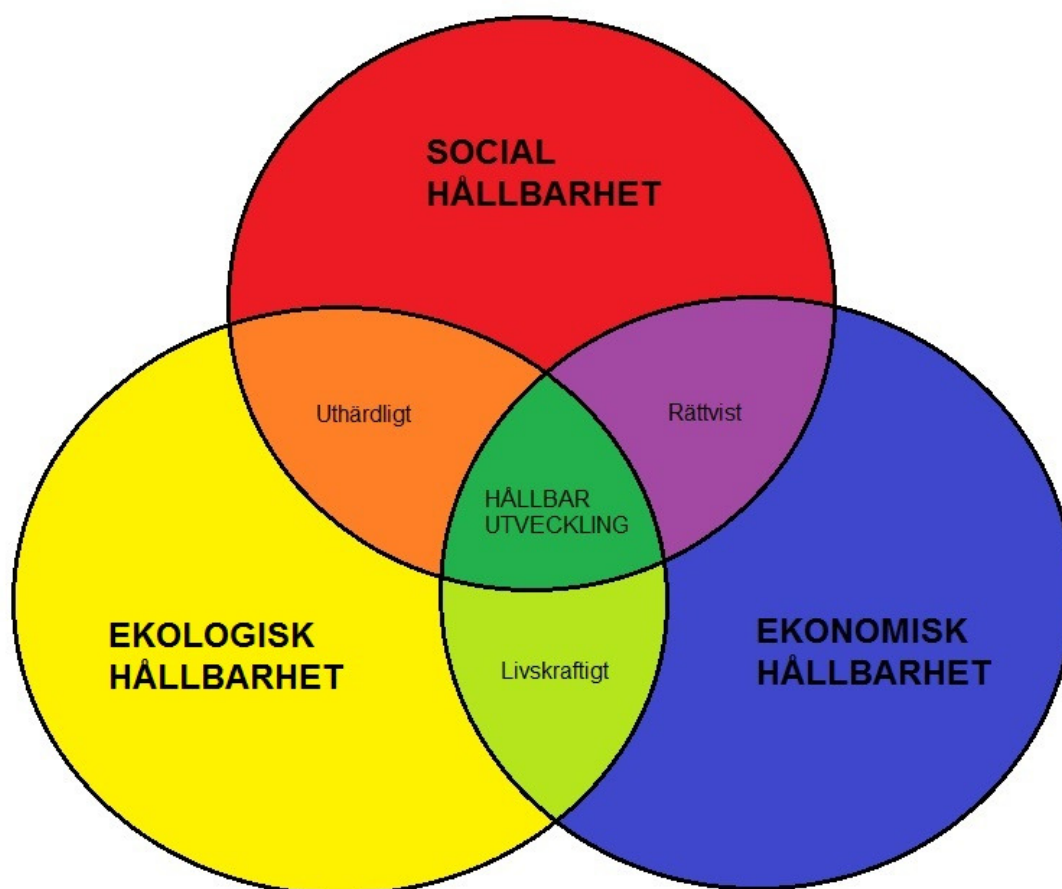 SOCIAL
HÅLLBARHET
Uthärdligt
Rättvist
HÅLLBAR
UTVECKLING
EKOLOGISK
HÅLLBARHET
EKONOMISK
HÅLLBARHET
Livskraftigt